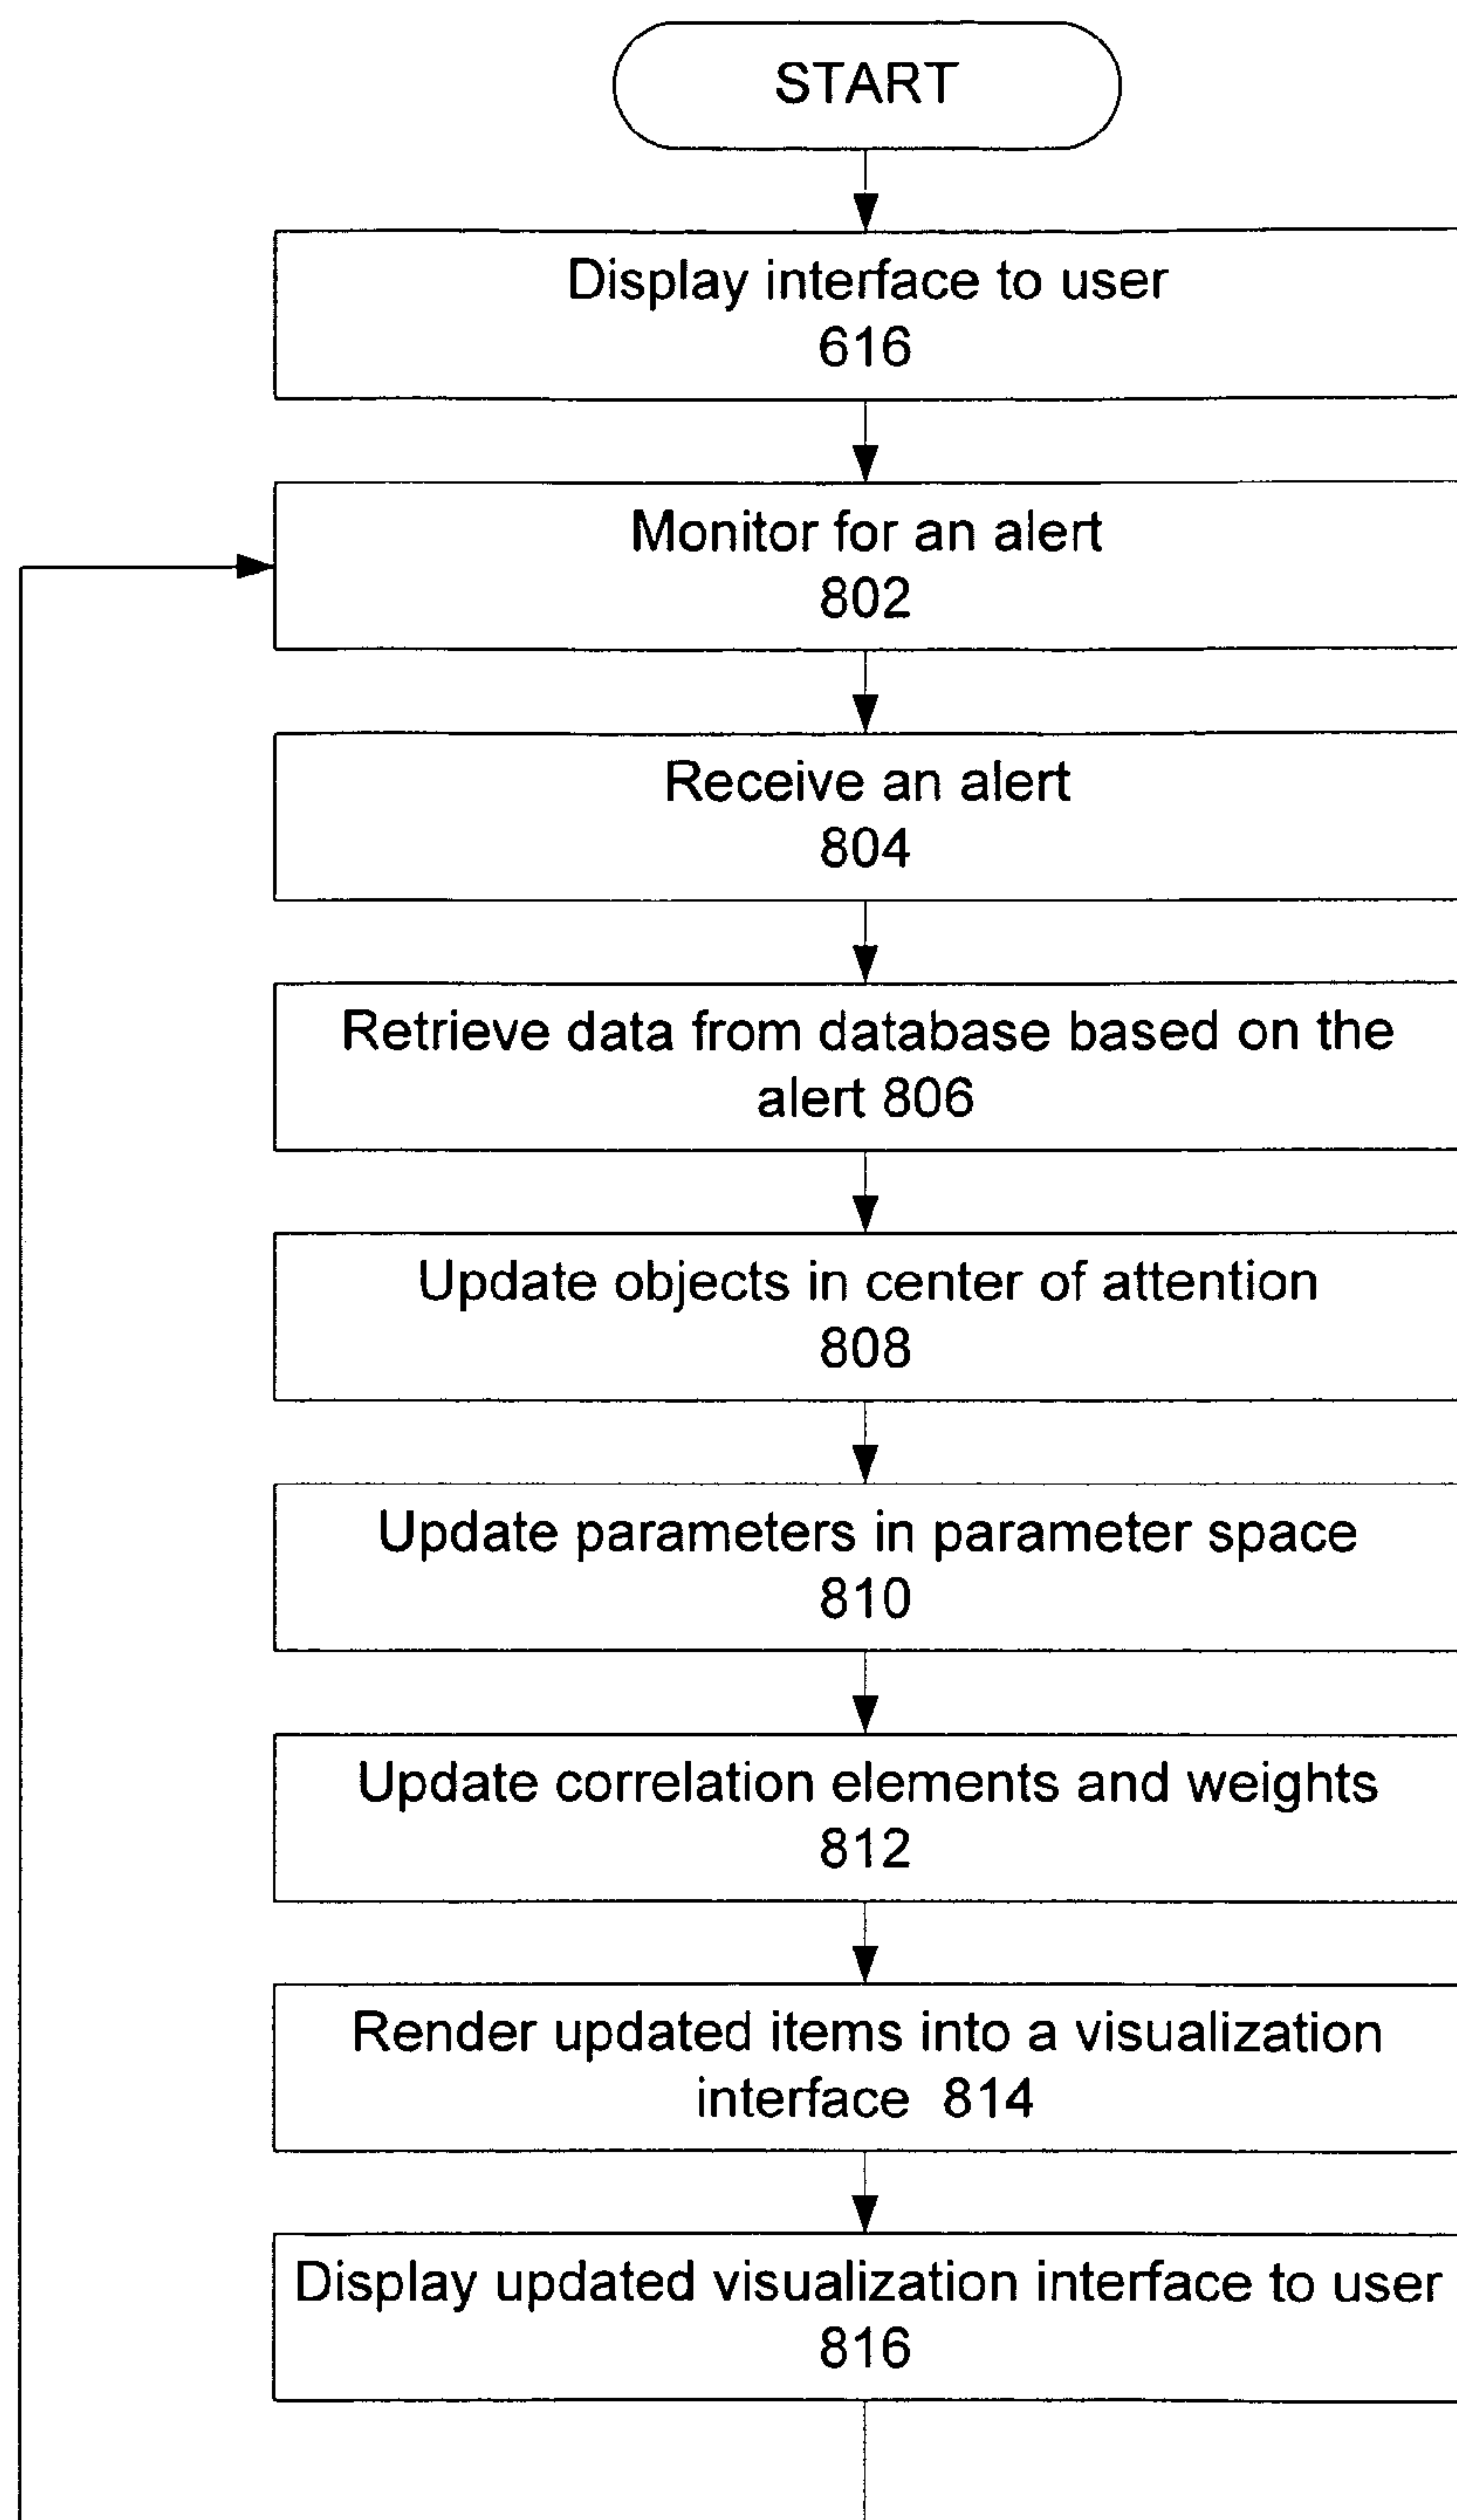 START
Display interface to user
616
Monitor for an alert
802
Receive an alert
804
Retrieve data from database based on the
alert 806
Update objects in center of attention
808
Update parameters in parameter space
810
Update correlation elements and weights
812
Render updated items into a visualization
interface 814
Display updated visualization interface to user
816